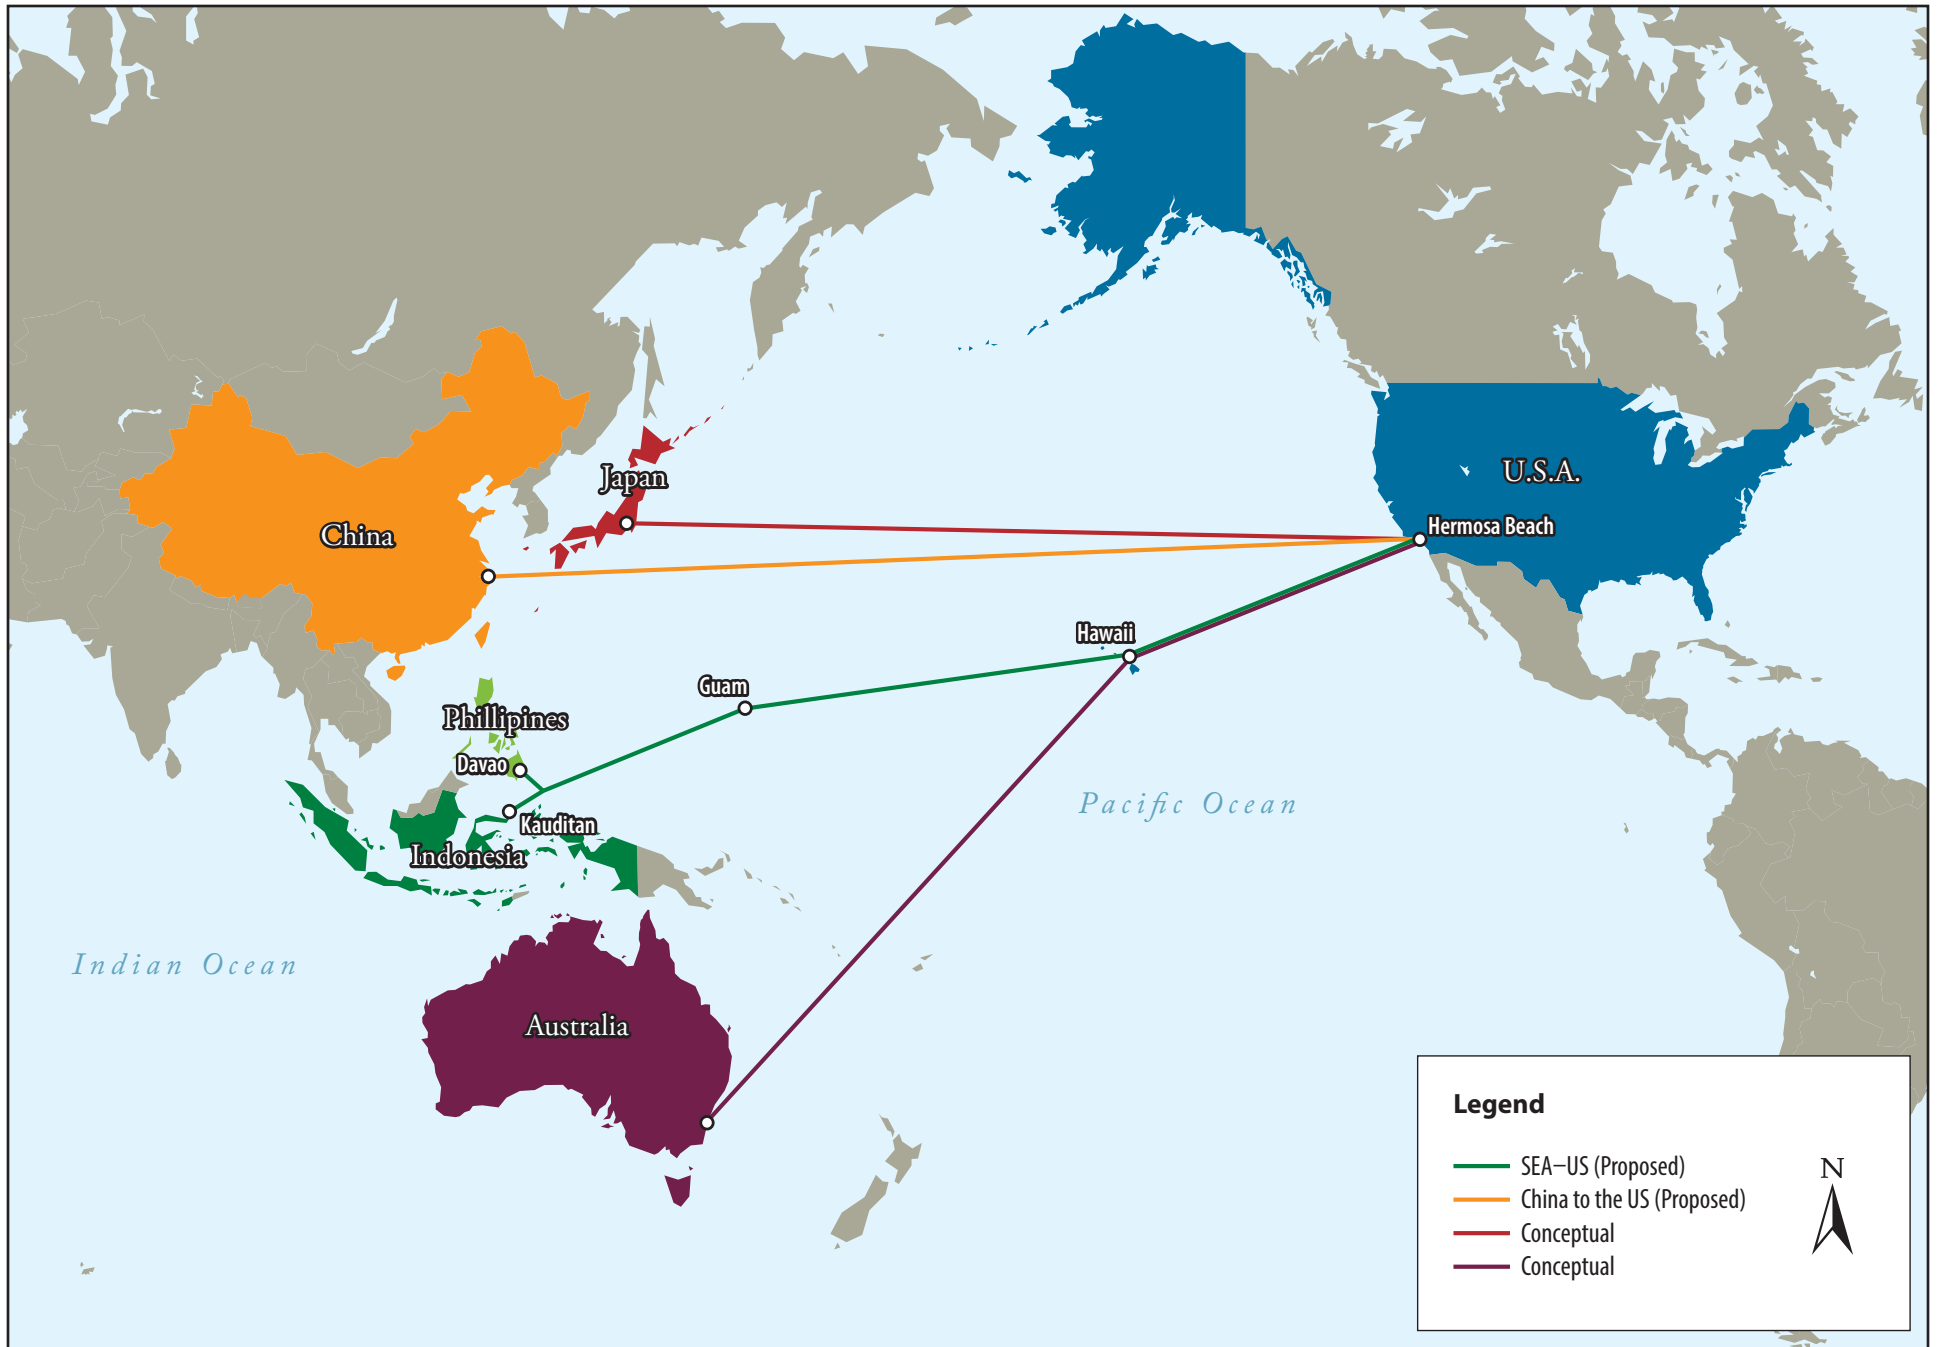 Japan
U.S.A.
Hermosa Beach
China
Hawaii
Guam
Phillipines
Davao
Pacific Ocean
Kauditan
Indonesia
Indian Ocean
Australia
Legend
SEA–US (Proposed)
China to the US (Proposed)
Conceptual
Conceptual
N